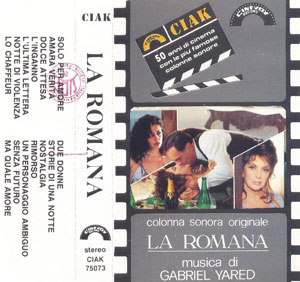 CIAK
LA ROMANA
SOLO PER AMORE
AMARA VERITÀ
DOLCE ATTESA
L'INGANNO
L'ULTIMA LETTERA
NOTTE DI VIOLENZA
LO CHAFFEUR
DUE DONNE
STORIE DI UNA NOTTE
NOSTALGIA
RIMORSO
UN PERSONAGGIO AMBIGUO
SENZA FUTURO
MA QUALE AMORE
stereo
CIAK
75073
CINEVOX
CIAK
50 anni di cinema
con le più famose
colonne sonore
colonna sonora originale
LA ROMANA
musica di
GABRIEL YARED